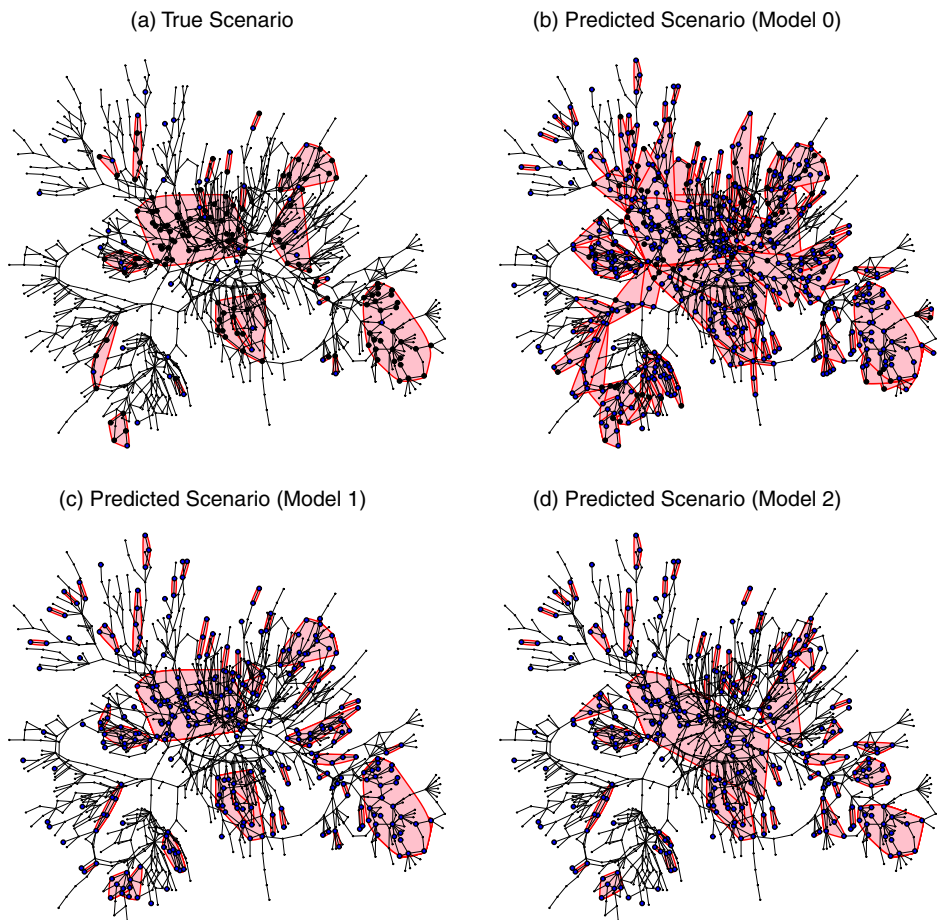 (a) True Scenario
(b) Predicted Scenario (Model 0)
(c) Predicted Scenario (Model 1)
(d) Predicted Scenario (Model 2)